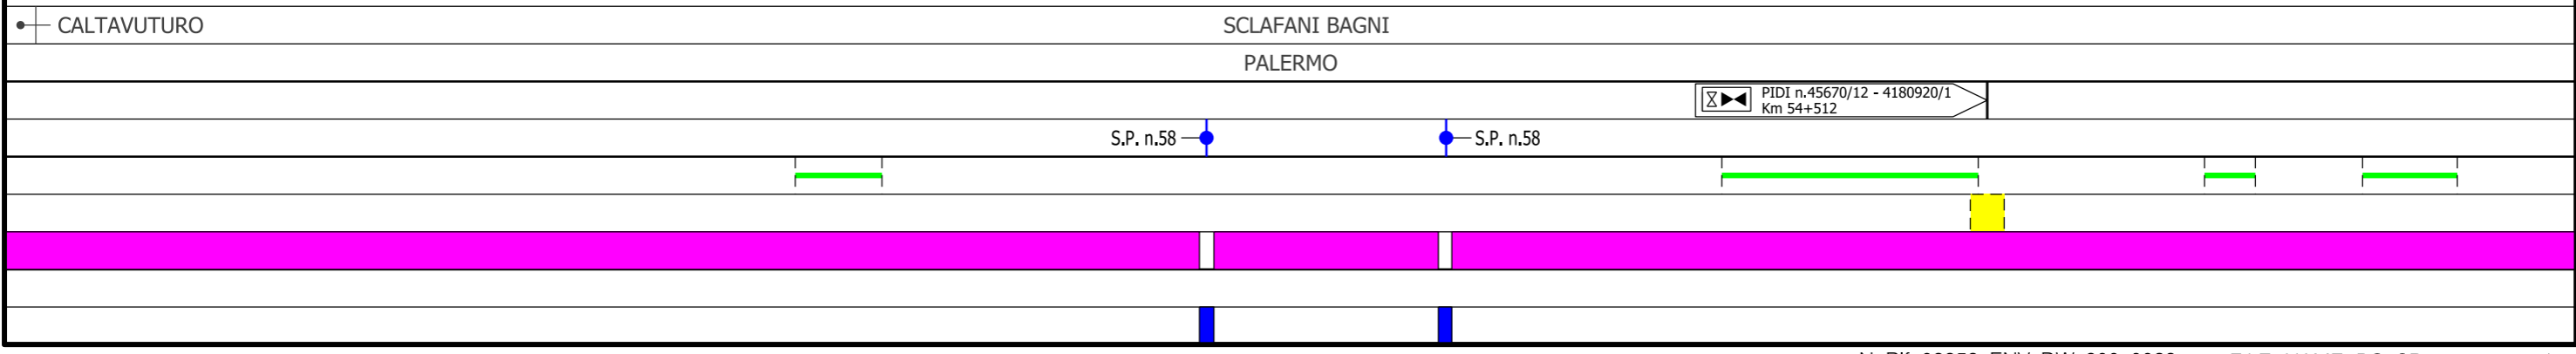 CALTAVUTURO
SCLAFANI BAGNI
PALERMO
PIDI n.45670/12 - 4180920/1
Km 54+512
S.P. n.58
S.P. n.58